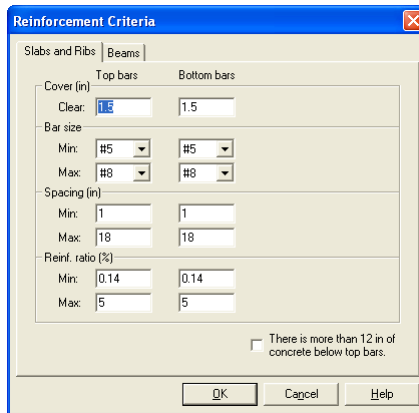 Reinforcement Criteria
Slabs and Ribs Beams
Top bars Bottom bars
Cover (in)
Clear: 1.5 1.5
Bar size
Min: #5 #5
Max: #8 #8
Spacing (in)
Min: 1 1
Max: 18 18
Reinf. ratio (%)
Min: 0.14 0.14
Max: 5 5
There is more than 12 in of
concrete below top bars.
OK Cancel Help